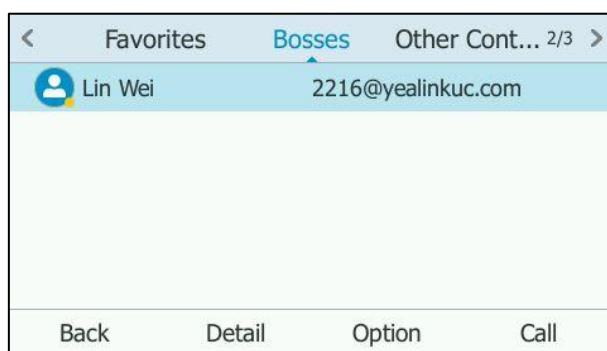 < Favorites Bosses Other Cont... 2/3 >
Lin Wei 2216@yealinkuc.com
Back Detail Option Call